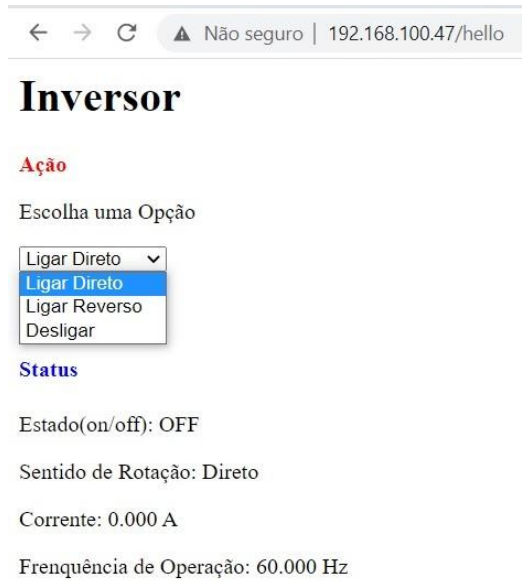 Não seguro | 192.168.100.47/hello
Inversor
Ação
Escolha uma Opção
Ligar Direto
Ligar Direto
Ligar Reverso
Desligar
Status
Estado(on/off): OFF
Sentido de Rotação: Direto
Corrente: 0.000 A
Frenquência de Operação: 60.000 Hz